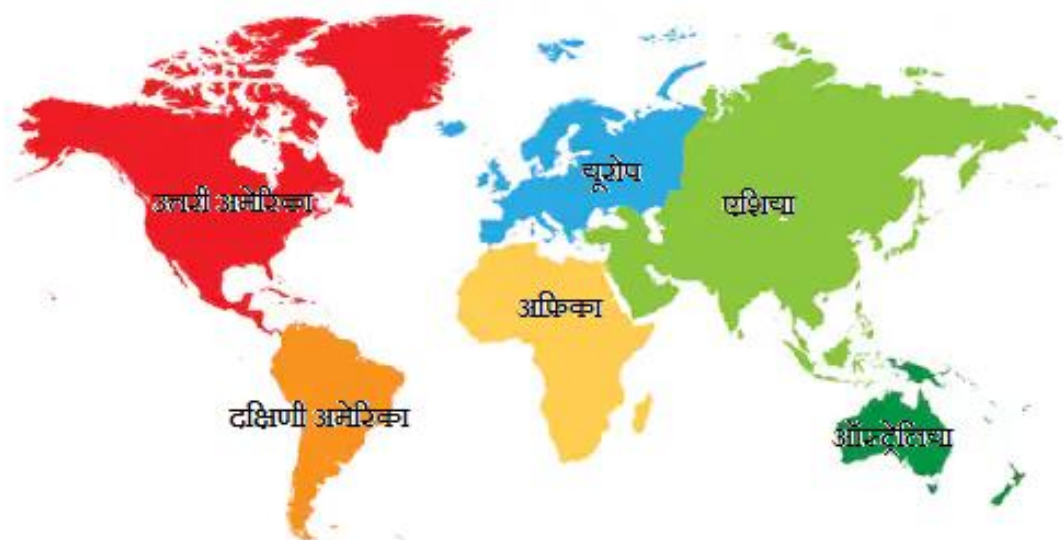 यूरोप
उत्तरी अमेरिका
एशिया
अफ्रिका
दक्षिणी अमेरिका
ऑस्ट्रेलिया